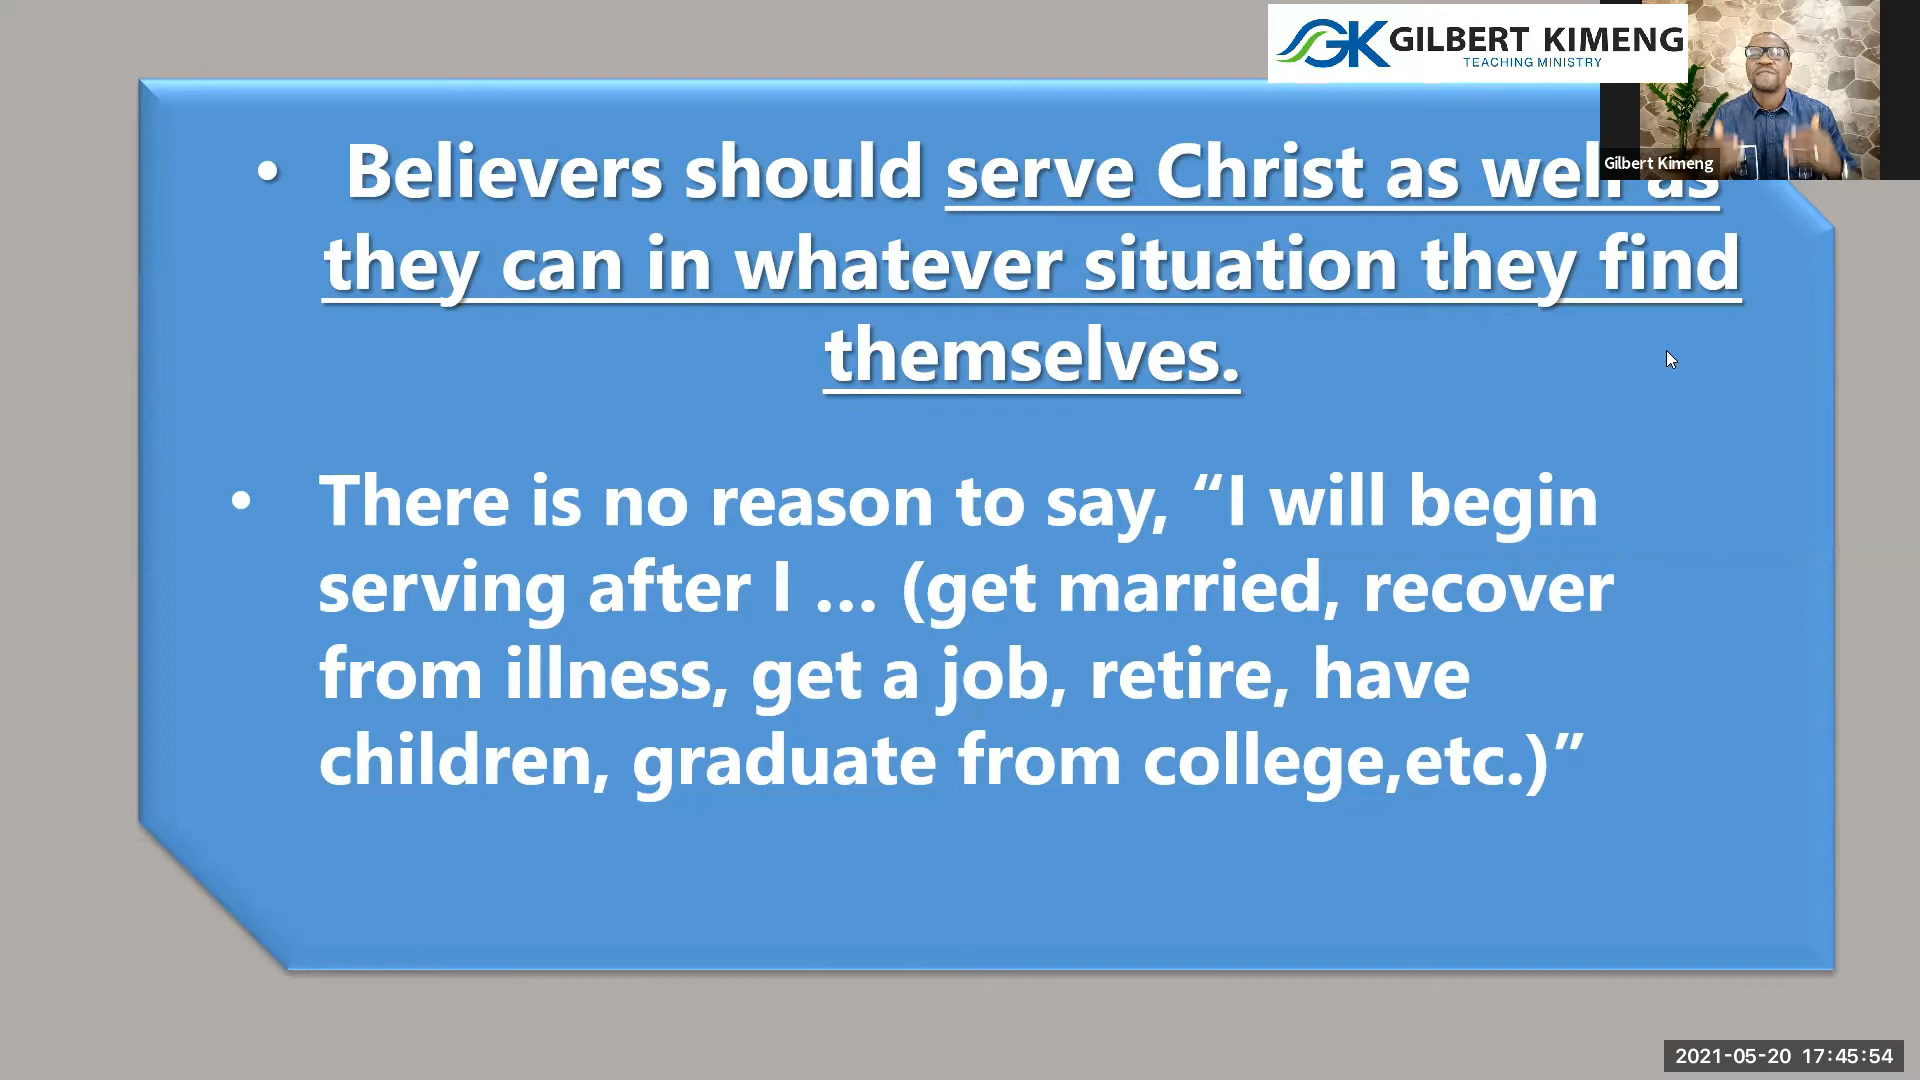 GK GILBERT KIMENG
TEACHING MINISTRY
Gilbert Kimeng
• Believers should serve Christ as well as
they can in whatever situation they find
themselves.
• There is no reason to say, “I will begin
serving after I ... (get married, recover
from illness, get a job, retire, have
children, graduate from college,etc.)”
2021-05-20 17:45:54